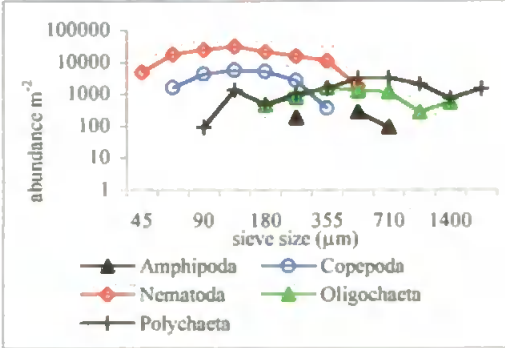 100000
10000
1000
100
10
1
abundance m⁻²
45 90 180 355 710 1400
sieve size (µm)
Amphipoda Copepoda
Nematoda Oligochaeta
Polychaeta